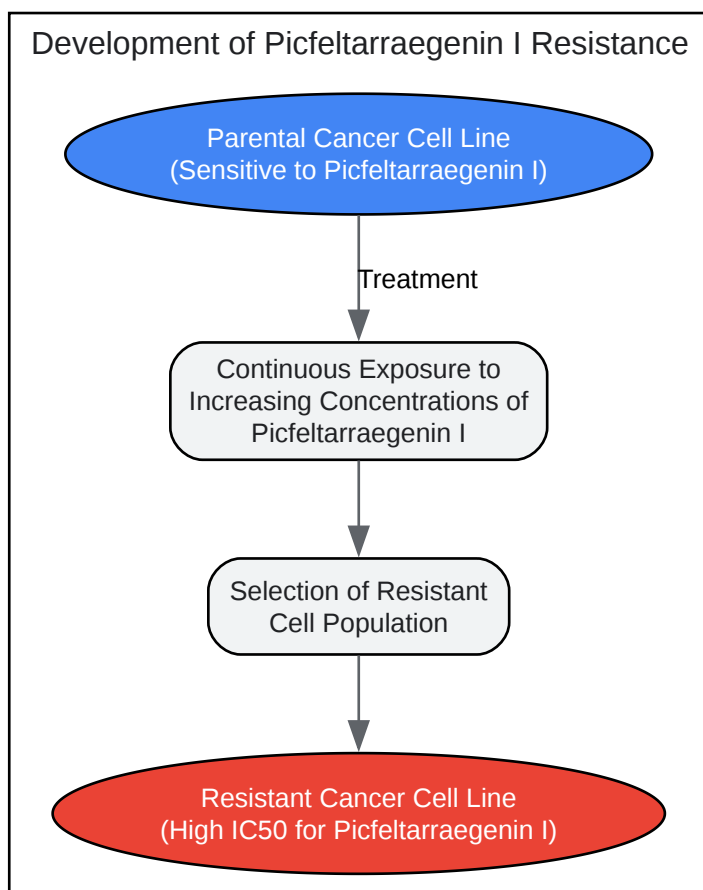 Development of Picfeltarraegenin I Resistance
Parental Cancer Cell Line
(Sensitive to Picfeltarraegenin I)
Treatment
Continuous Exposure to
Increasing Concentrations of
Picfeltarraegenin I
Selection of Resistant
Cell Population
Resistant Cancer Cell Line
(High IC50 for Picfeltarraegenin I)